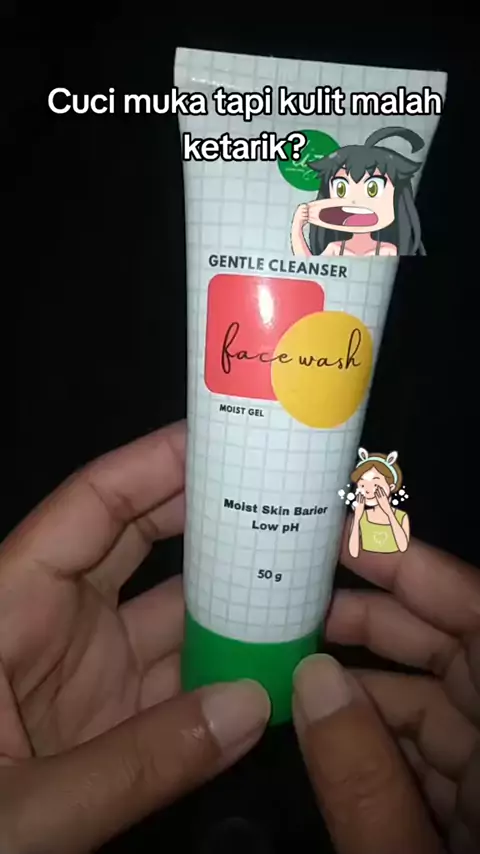 Cuci muka tapi kulit malah
ketarik?
GENTLE CLEANSER
face wash
MOIST GEL
Moist Skin Barier
Low pH
50 g